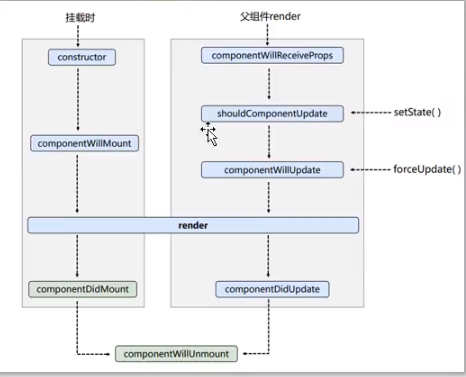 挂载时
父组件render
constructor
componentWillReceiveProps
shouldComponentUpdate
setState( )
componentWillMount
componentWillUpdate
forceUpdate( )
render
componentDidMount
componentDidUpdate
componentWillUnmount